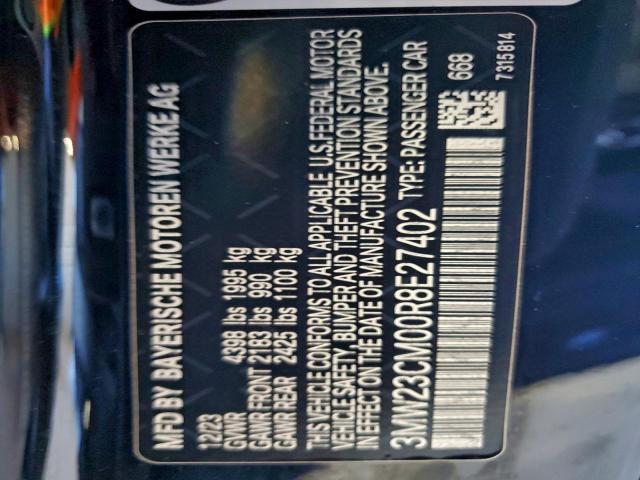 MFD BY BAYERISCHE MOTOREN WERKE AG
12/23
GVWR 4398 lbs 1995 kg
GAWR FRONT 2183 lbs 990 kg
GAWR REAR 2425 lbs 1100 kg
THIS VEHICLE CONFORMS TO ALL APPLICABLE U.S. FEDERAL MOTOR
VEHICLE SAFETY, BUMPER AND THEFT PREVENTION STANDARDS
IN EFFECT ON THE DATE OF MANUFACTURE SHOWN ABOVE.
3MW23CM00R8E27402 TYPE: PASSENGER CAR
668
7315814